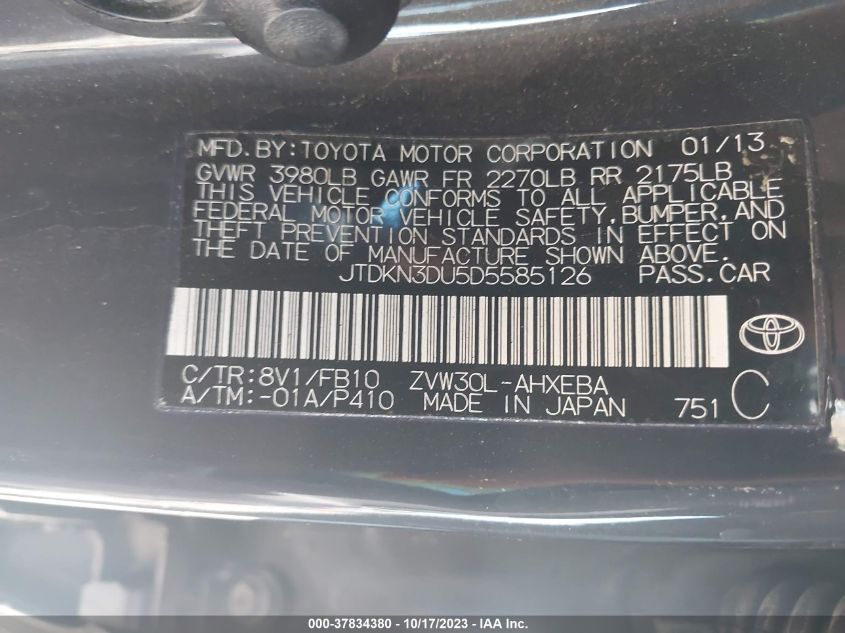 MFD.BY:TOYOTA MOTOR CORPORATION 01/13
GVWR 3980LB GAWR FR 2270LB RR 2175LB
THIS VEHICLE CONFORMS TO ALL APPLICABLE
FEDERAL MOTOR VEHICLE SAFETY,BUMPER,AND
THEFT PREVENTION STANDARDS IN EFFECT ON
THE DATE OF MANUFACTURE SHOWN ABOVE.
JTDKN3DU5D5585126 PASS.CAR
C/TR:8V1/FB10 ZVW30L-AHXEBA
A/TM:-01A/P410 MADE IN JAPAN 751 C
000-37834380 - 10/17/2023 - IAA Inc.